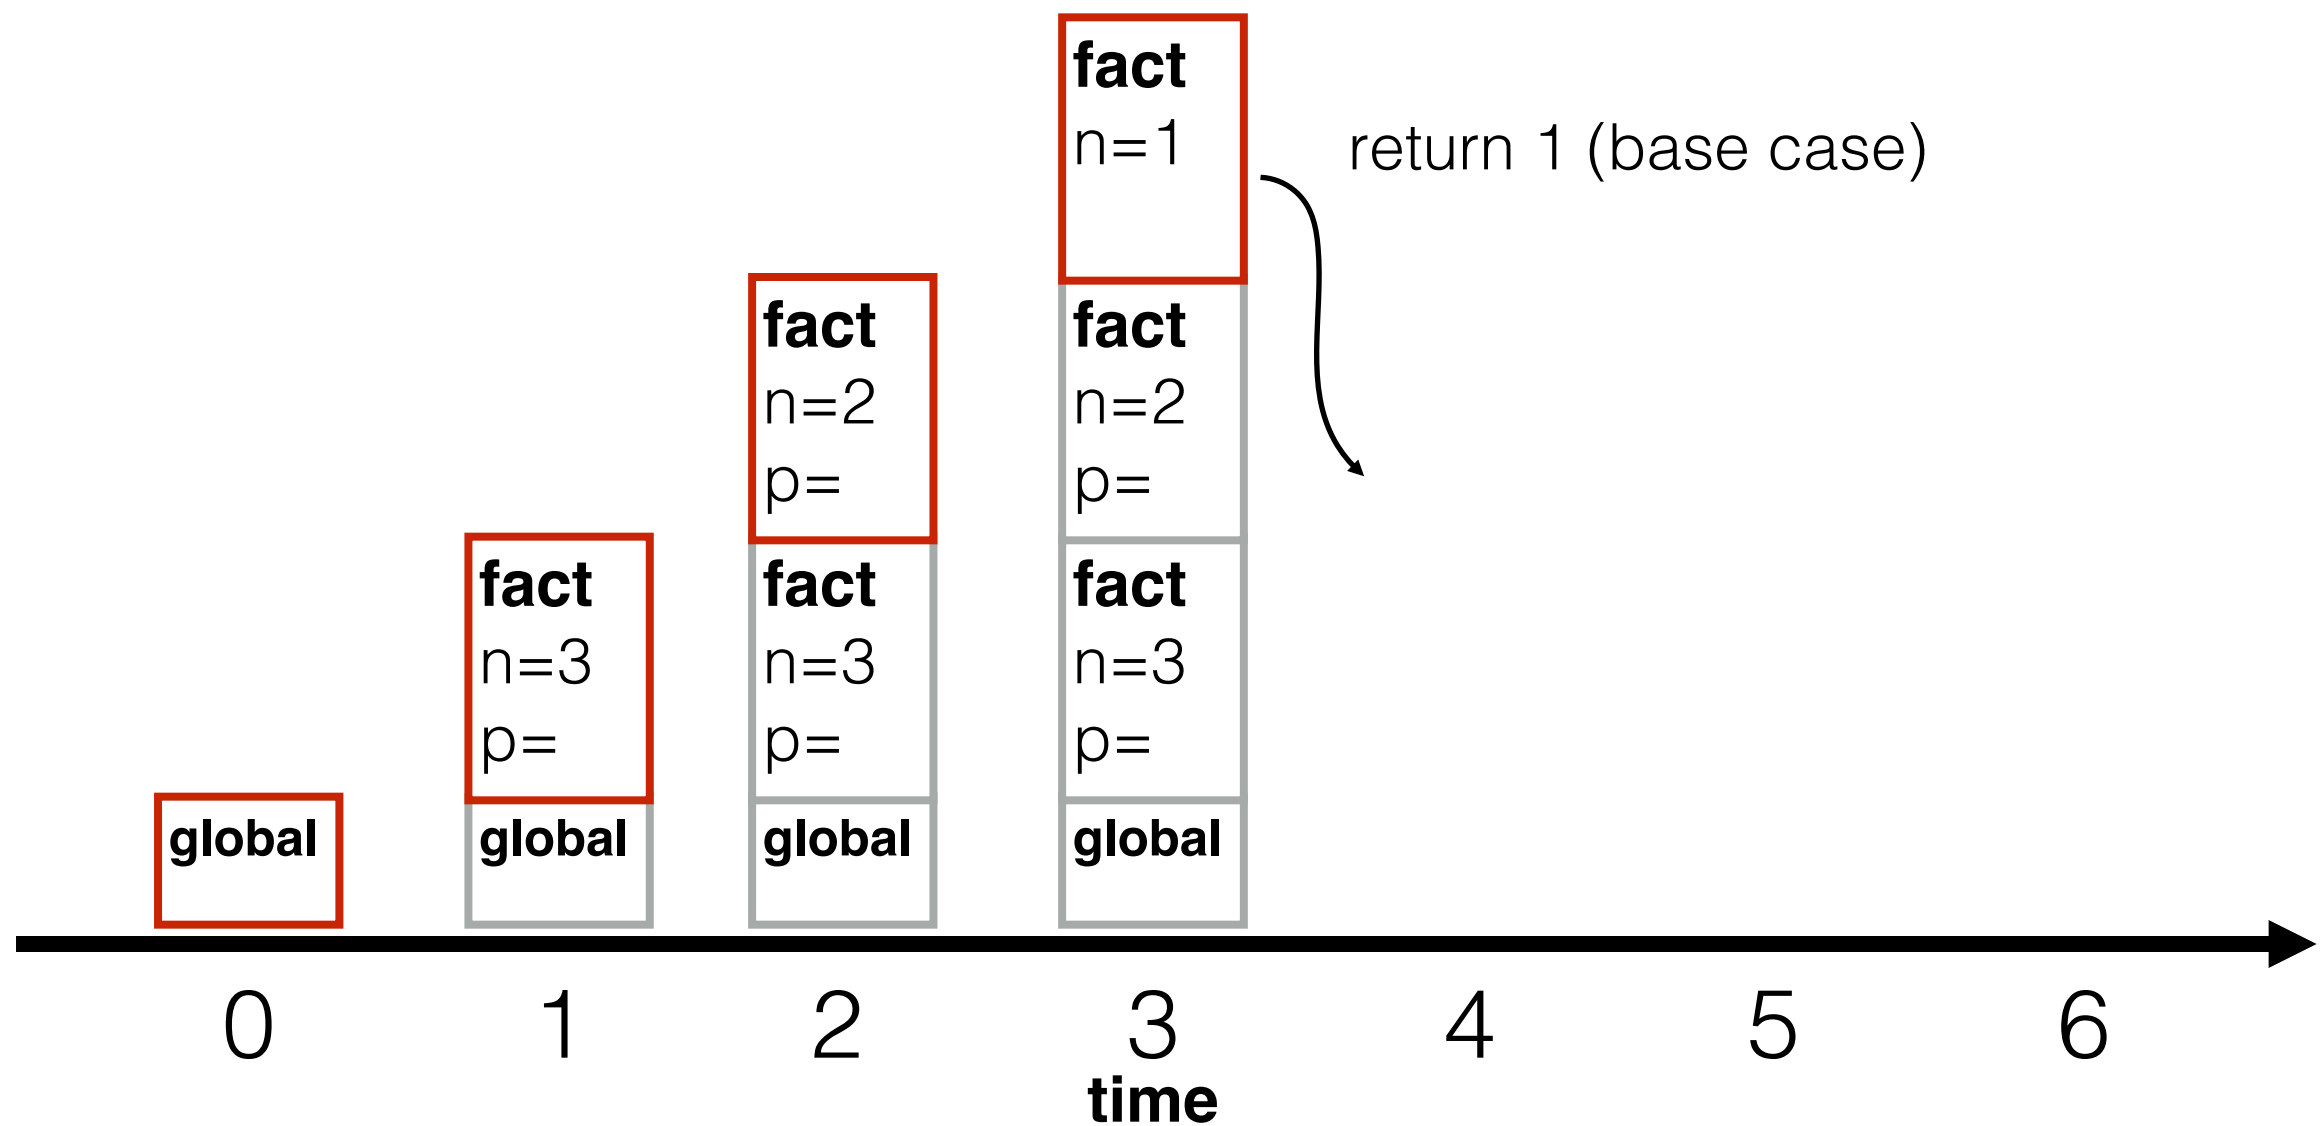 fact
n=1
return 1 (base case)
fact
n=2
p=
fact
n=2
p=
fact
n=3
p=
fact
n=3
p=
fact
n=3
p=
global
global
global
global
0 1 2 3 4 5 6
time